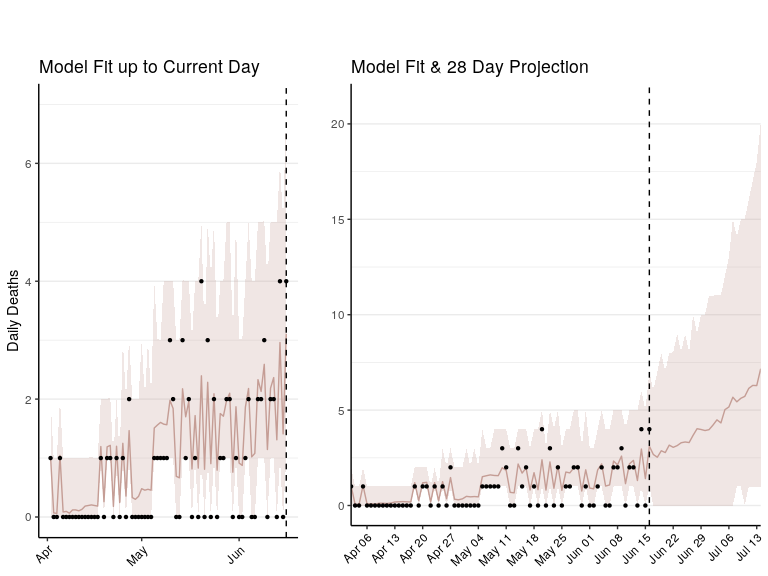 Model Fit up to Current Day
Model Fit & 28 Day Projection
Daily Deaths
6
4
2
0
Apr
May
Jun
20
15
10
5
0
Apr 06
Apr 13
Apr 20
Apr 27
May 04
May 11
May 18
May 25
Jun 01
Jun 08
Jun 15
Jun 22
Jun 29
Jul 06
Jul 13